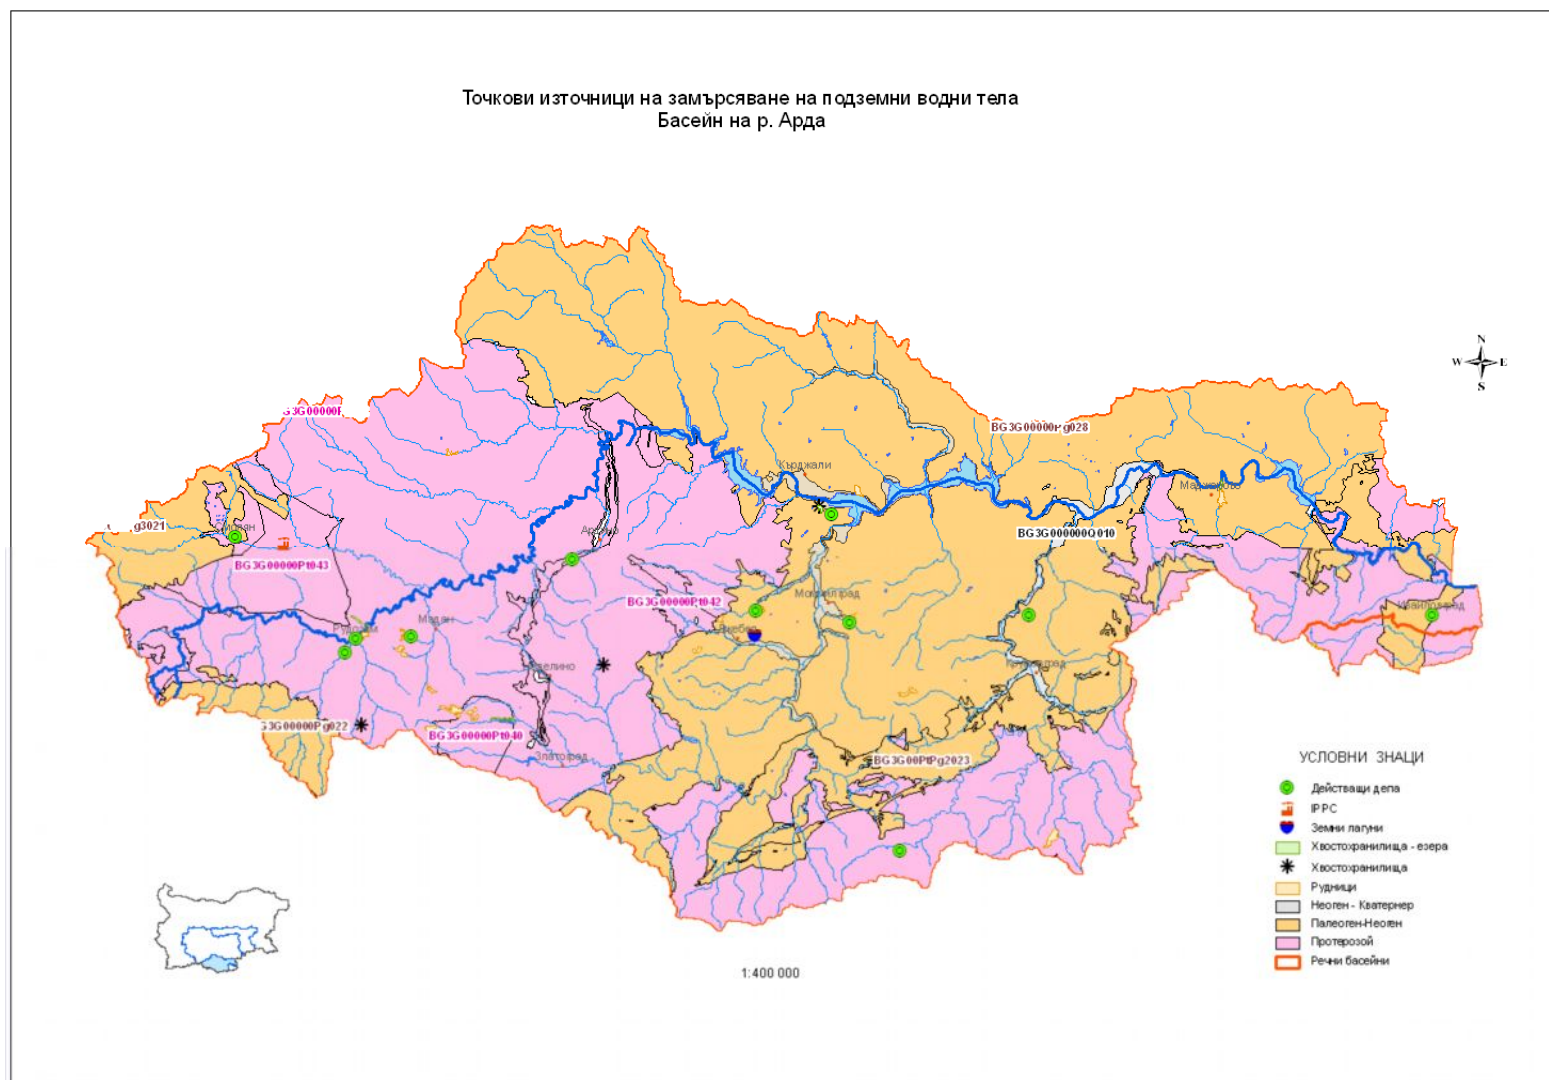 Точкови източници на замърсяване на подземни водни тела
Басейн на р. Арда
N
W E
S
BG3G00000Pg028
Кърджали
BG3G000000Q010
BG3G00000Pt043
Мадан
BG3G00000Pt042
BG3G00000Pt040
Златоград
BG3G00PtPg2023
УСЛОВНИ ЗНАЦИ
Действащи депа
IPPC
Земни лагуни
Хвостохранилища - езера
Хвостохранилища
Рудници
Неоген - Кватернер
Палеоген-Неоген
Протерозой
Речни басейни
1:400 000